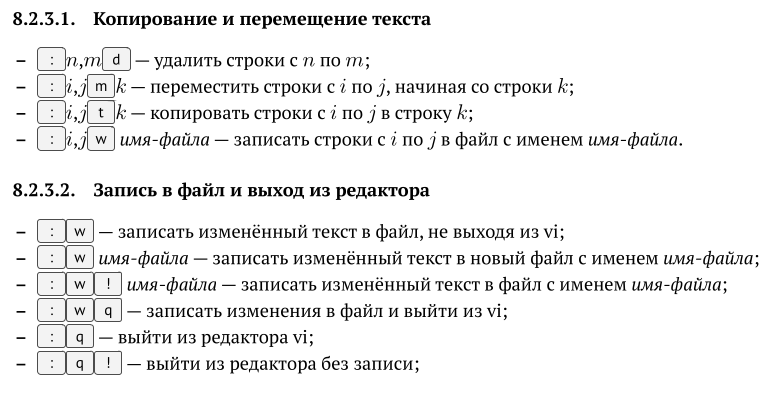 8.2.3.1. Копирование и перемещение текста
– : n,m d — удалить строки с n по m;
– : i,j m k — переместить строки с i по j, начиная со строки k;
– : i,j t k — копировать строки с i по j в строку k;
– : i,j w имя-файла — записать строки с i по j в файл с именем имя-файла.
8.2.3.2. Запись в файл и выход из редактора
– : w — записать изменённый текст в файл, не выходя из vi;
– : w имя-файла — записать изменённый текст в новый файл с именем имя-файла;
– : w ! имя-файла — записать изменённый текст в файл с именем имя-файла;
– : w q — записать изменения в файл и выйти из vi;
– : q — выйти из редактора vi;
– : q ! — выйти из редактора без записи;